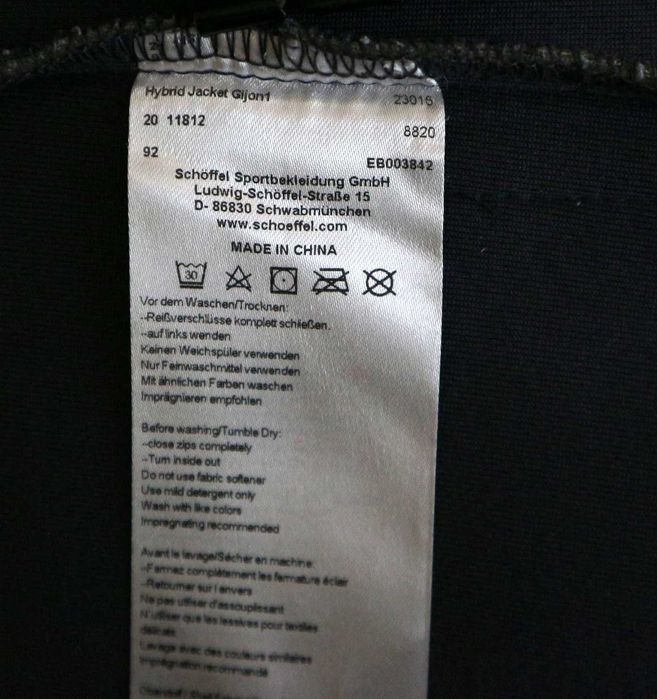 Hybrid Jacket Gijon1 23015
20 11812 8820
92 EB003842
Schöffel Sportbekleidung GmbH
Ludwig-Schöffel-Straße 15
D- 86830 Schwabmünchen
www.schoeffel.com
MADE IN CHINA
30
Vor dem Waschen/Trocknen:
--Reißverschlüsse komplett schießen.
--auf links wenden
Keinen Weichspüler verwenden
Nur Feinwaschmittel verwenden
Mit ähnlichen Farben waschen
Imprägnieren empfohlen
Before washing/Tumble Dry:
--close zips completely
--Turn inside out
Do not use fabric softener
Use mild detergent only
Wash with like colors
Impregnating recommended
Avant le lavage/Sécher en machine:
--Fermez complètement les fermature éclair
--Retourner sur l envers
Ne pas utiliser d'assouplissant
N'utiliser que les lessives pour textiles
délicats
Lavage avec des couleurs similaires
Imprégnation recommandé